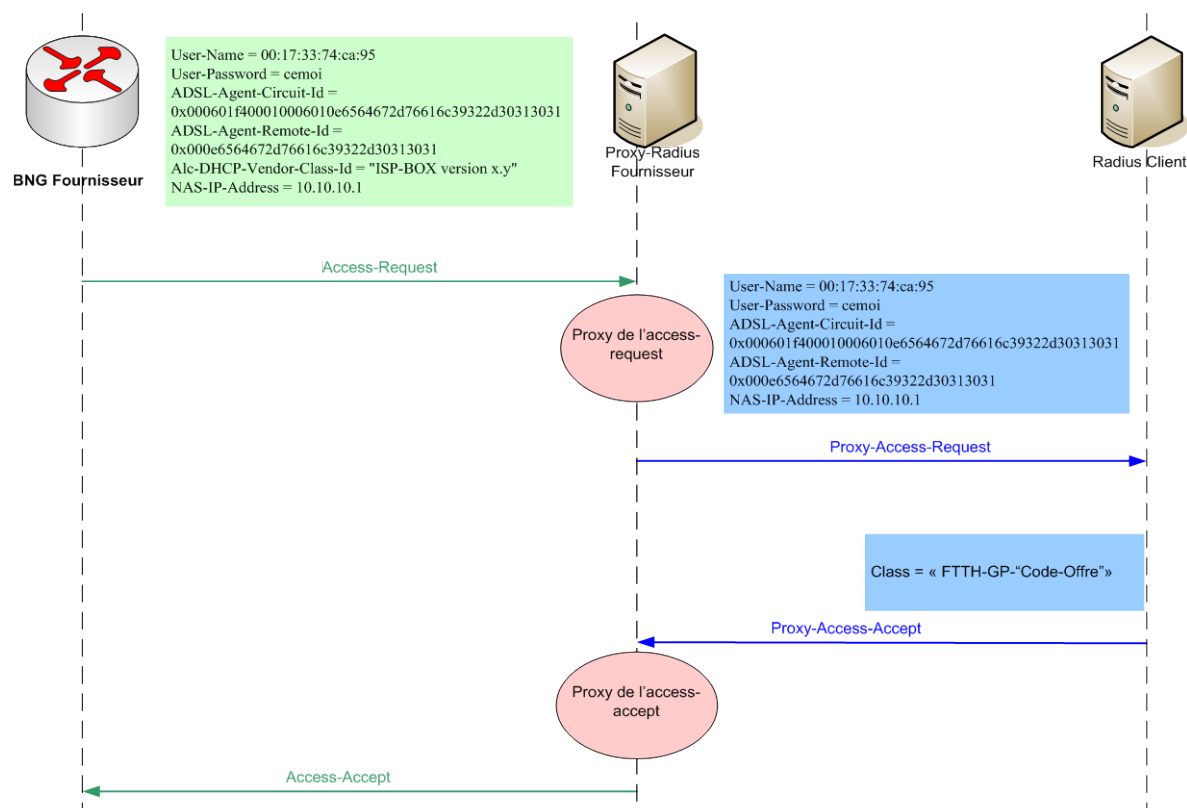 User-Name = 00:17:33:74:ca:95
User-Password = cemoi
ADSL-Agent-Circuit-Id =
0x000601f400010006010e6564672d76616c39322d30313031
ADSL-Agent-Remote-Id =
0x000e6564672d76616c39322d30313031
Alc-DHCP-Vendor-Class-Id = "ISP-BOX version x.y"
NAS-IP-Address = 10.10.10.1
BNG Fournisseur
Proxy-Radius
Fournisseur
Radius Client
Access-Request
User-Name = 00:17:33:74:ca:95
User-Password = cemoi
ADSL-Agent-Circuit-Id =
0x000601f400010006010e6564672d76616c39322d30313031
ADSL-Agent-Remote-Id =
0x000e6564672d76616c39322d30313031
NAS-IP-Address = 10.10.10.1
Proxy de l’access-
request
Proxy-Access-Request
Class = « FTTH-GP-“Code-Offre”»
Proxy-Access-Accept
Proxy de l’access-
accept
Access-Accept